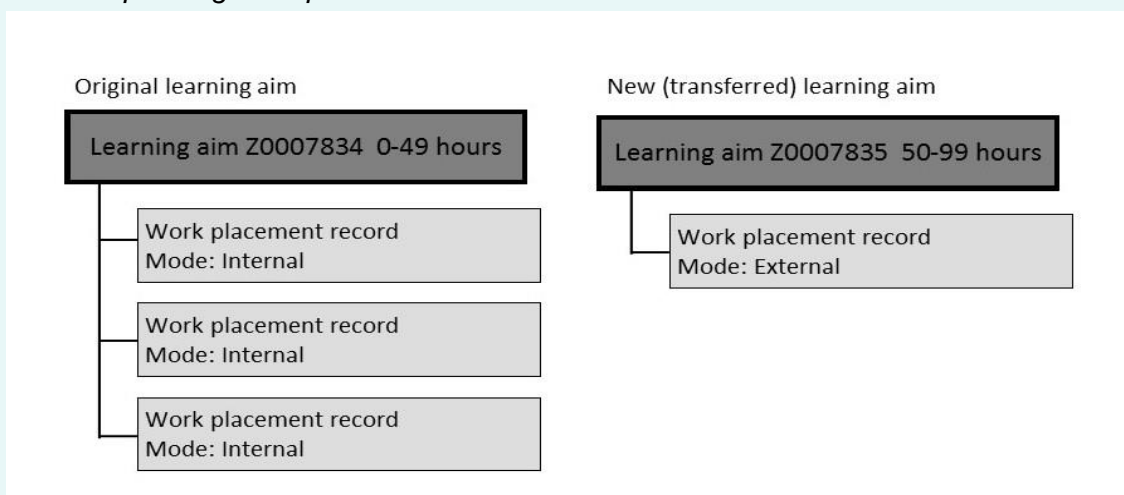 Original learning aim
Learning aim Z0007834 0-49 hours
Work placement record
Mode: Internal
Work placement record
Mode: Internal
Work placement record
Mode: Internal
New (transferred) learning aim
Learning aim Z0007835 50-99 hours
Work placement record
Mode: External